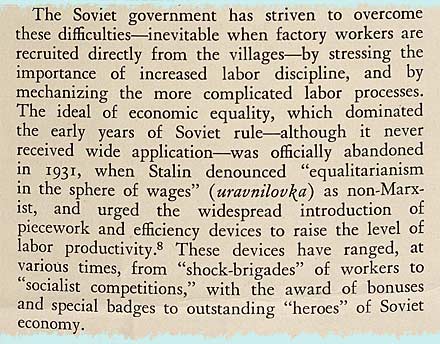 The Soviet government has striven to overcome
these difficulties—inevitable when factory workers are
recruited directly from the villages—by stressing the
importance of increased labor discipline, and by
mechanizing the more complicated labor processes.
The ideal of economic equality, which dominated
the early years of Soviet rule—although it never
received wide application—was officially abandoned
in 1931, when Stalin denounced “equalitarianism
in the sphere of wages” (uravnilovka) as non-Marx-
ist, and urged the widespread introduction of
piecework and efficiency devices to raise the level of
labor productivity.⁸ These devices have ranged, at
various times, from “shock-brigades” of workers to
“socialist competitions,” with the award of bonuses
and special badges to outstanding “heroes” of Soviet
economy.